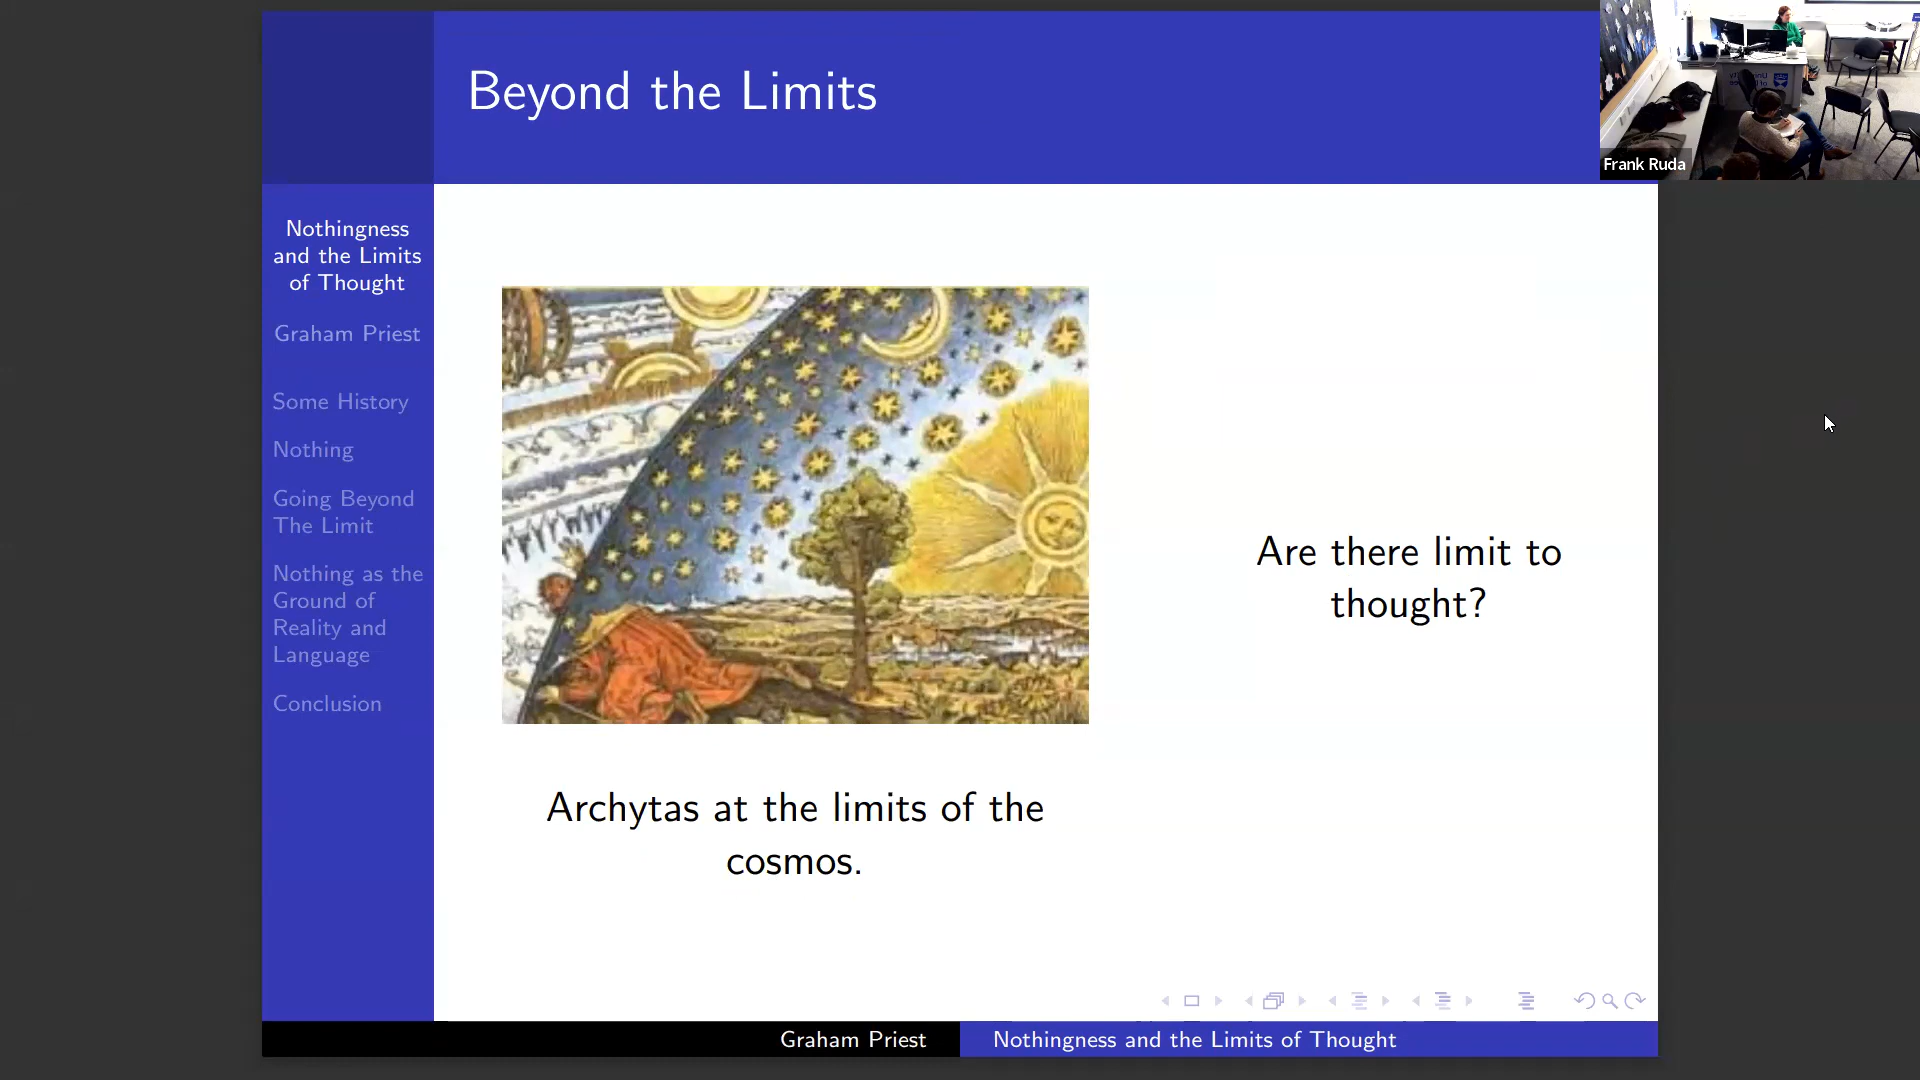 Beyond the Limits
Frank Ruda
Nothingness
and the Limits
of Thought
Graham Priest
Some History
Nothing
Going Beyond
The Limit
Nothing as the
Ground of
Reality and
Language
Conclusion
Are there limit to
thought?
Archytas at the limits of the
cosmos.
Graham Priest
Nothingness and the Limits of Thought